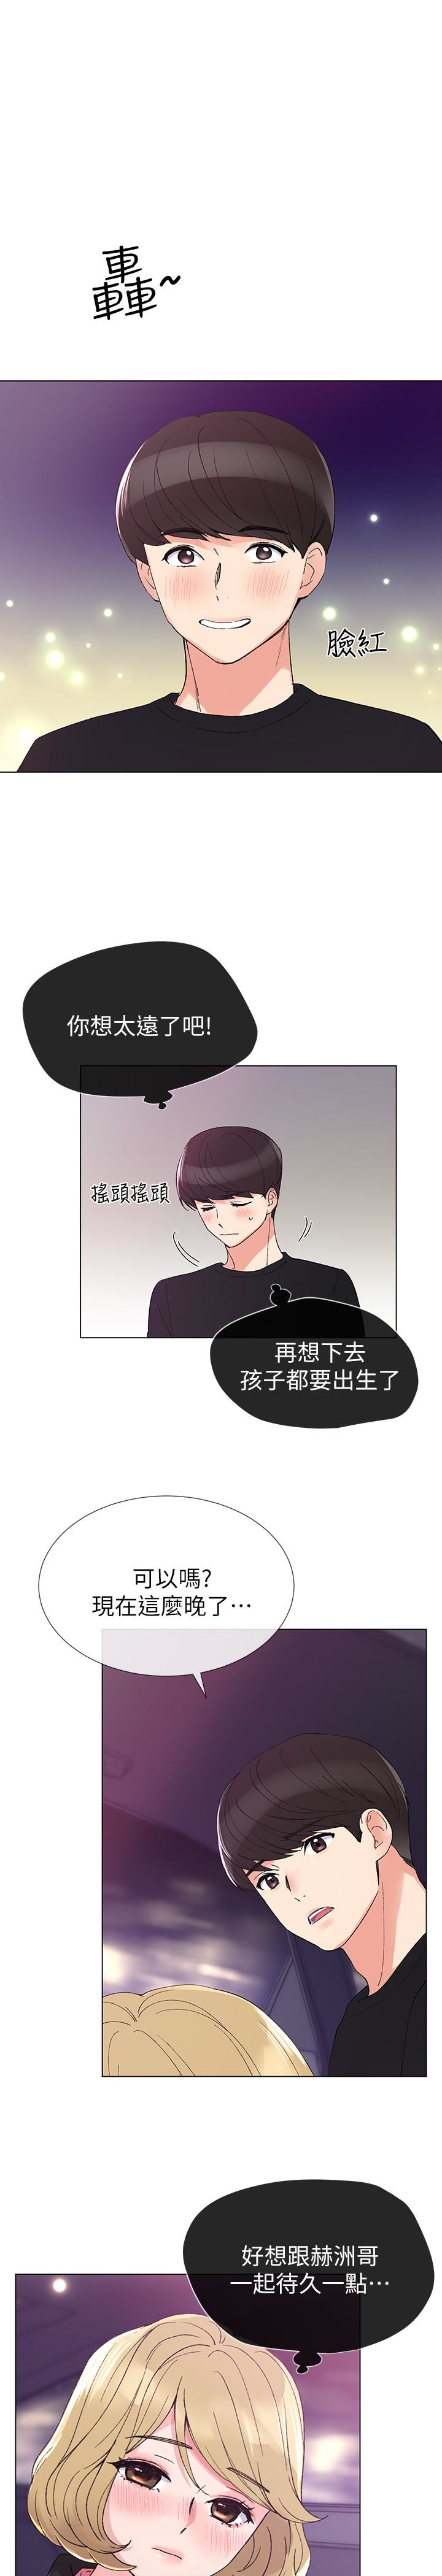 轟~
臉紅
你想太遠了吧!
搖頭搖頭
再想下去
孩子都要出生了
可以嗎?
現在這麼晚了⋯
好想跟赫洲哥
一起待久一點⋯